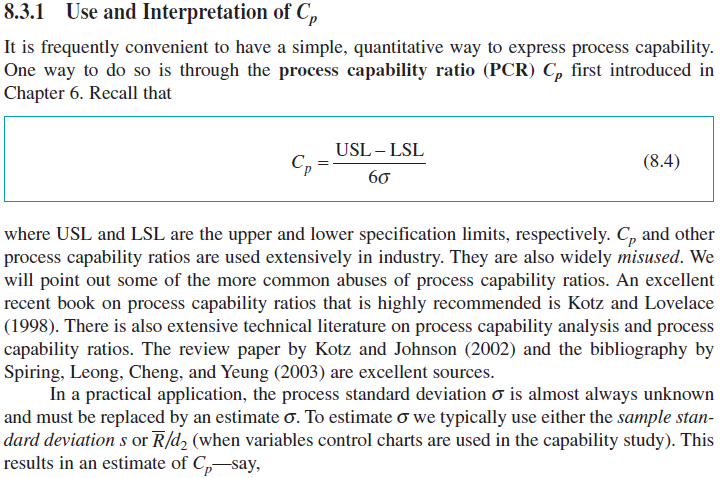 8.3.1 Use and Interpretation of Cp
It is frequently convenient to have a simple, quantitative way to express process capability.
One way to do so is through the process capability ratio (PCR) Cp first introduced in
Chapter 6. Recall that
Cp = (USL – LSL) / 6σ (8.4)
where USL and LSL are the upper and lower specification limits, respectively. Cp and other
process capability ratios are used extensively in industry. They are also widely misused. We
will point out some of the more common abuses of process capability ratios. An excellent
recent book on process capability ratios that is highly recommended is Kotz and Lovelace
(1998). There is also extensive technical literature on process capability analysis and process
capability ratios. The review paper by Kotz and Johnson (2002) and the bibliography by
Spiring, Leong, Cheng, and Yeung (2003) are excellent sources.
In a practical application, the process standard deviation σ is almost always unknown
and must be replaced by an estimate σ. To estimate σ we typically use either the sample stan-
dard deviation s or R̅/d₂ (when variables control charts are used in the capability study). This
results in an estimate of Cp—say,